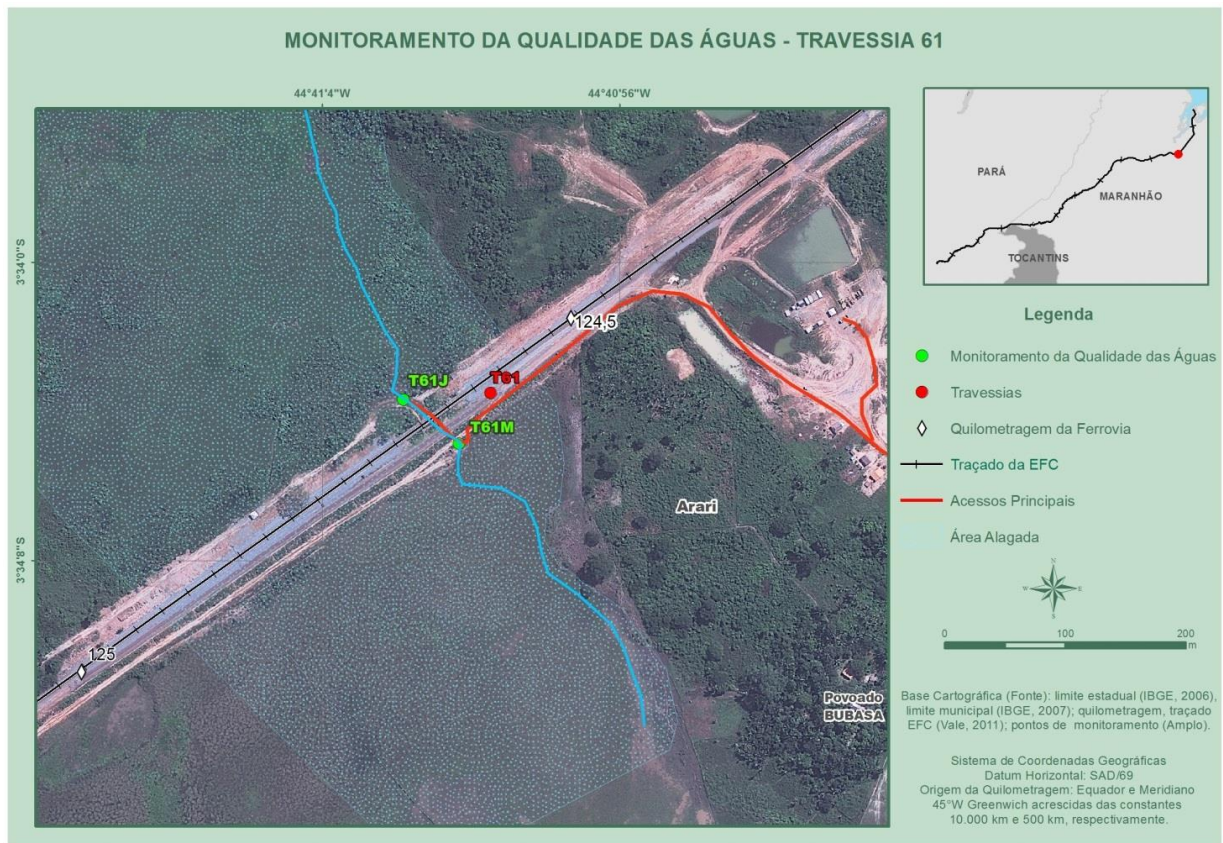 MONITORAMENTO DA QUALIDADE DAS ÁGUAS - TRAVESSIA 61
44°41'4"W
44°40'56"W
3°34'0"S
3°34'8"S
124,5
T61J
T61
T61M
Arari
125
Povoado
BUBASA
PARÁ
MARANHÃO
TOCANTINS
Legenda
Monitoramento da Qualidade das Águas
Travessias
Quilometragem da Ferrovia
Traçado da EFC
Acessos Principais
Área Alagada
N
W
E
S
0 100 200
m
Base Cartográfica (Fonte): limite estadual (IBGE, 2006),
limite municipal (IBGE, 2007); quilometragem, traçado
EFC (Vale, 2011); pontos de monitoramento (Amplo).
Sistema de Coordenadas Geográficas
Datum Horizontal: SAD/69
Origem da Quilometragem: Equador e Meridiano
45°W Greenwich acrescidas das constantes
10.000 km e 500 km, respectivamente.